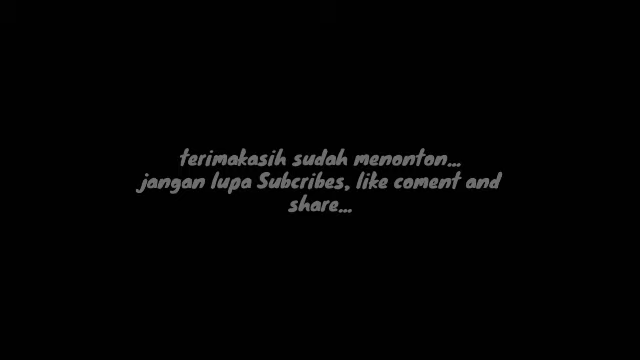 terimakasih sudah menonton...
jangan lupa Subcribes, like coment and
share...